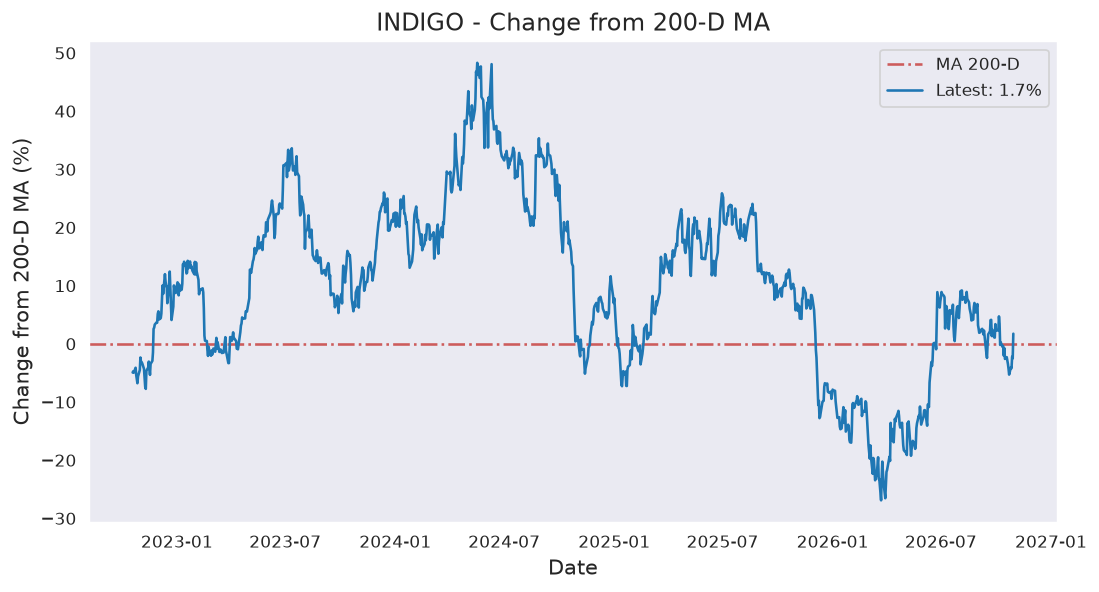 INDIGO - Change from 200-D MA
MA 200-D
Latest: 1.7%
Change from 200-D MA (%)
50
40
30
20
10
0
−10
−20
−30
2023-01 2023-07 2024-01 2024-07 2025-01 2025-07 2026-01 2026-07 2027-01
Date